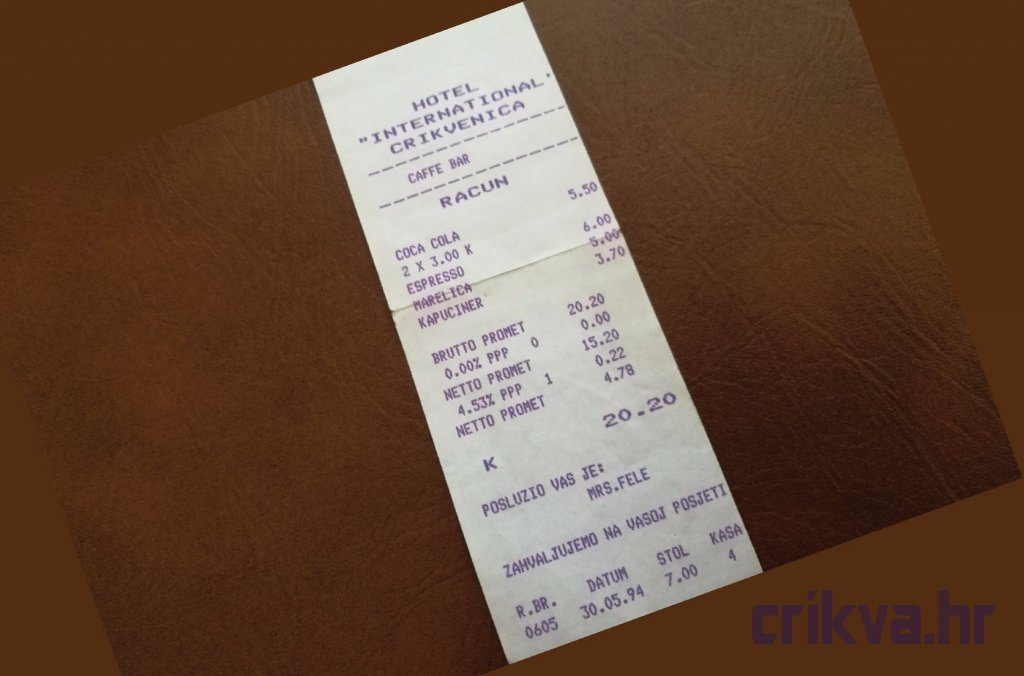 HOTEL
"INTERNATIONAL"
CRIKVENICA
CAFFE BAR
RACUN
COCA COLA 5.50
2 X 3.00 K
ESPRESSO 6.00
MARELICA 5.00
KAPUCINER 3.70
BRUTTO PROMET 20.20
0.00% PPP 0 0.00
NETTO PROMET 15.20
4.53% PPP 1 0.22
NETTO PROMET 4.78
K 20.20
POSLUZIO VAS JE:
MRS.FELE
ZAHVALJUJEMO NA VASOJ POSJETI
R.BR. DATUM STOL KASA
0605 30.05.94 7.00 4
crikva.hr